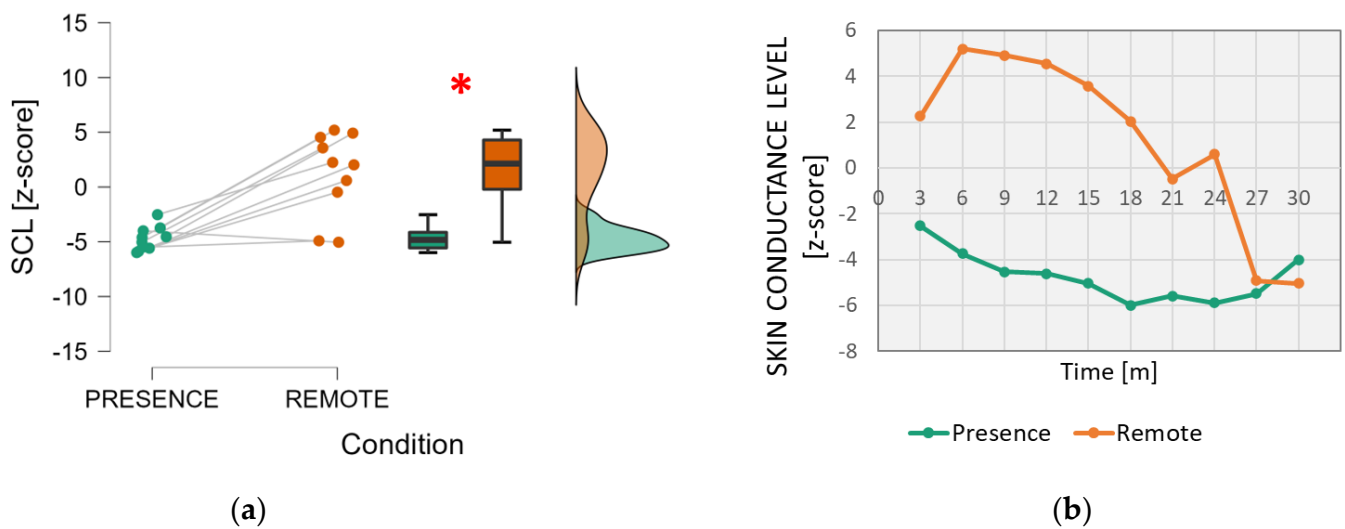 15
10
5
0
-5
-10
-15
SCL [z-score]
*
PRESENCE REMOTE
Condition
(a)
SKIN CONDUCTANCE LEVEL
[z-score]
6
4
2
0
-2
-4
-6
-8
0 3 6 9 12 15 18 21 24 27 30
Time [m]
Presence Remote
(b)